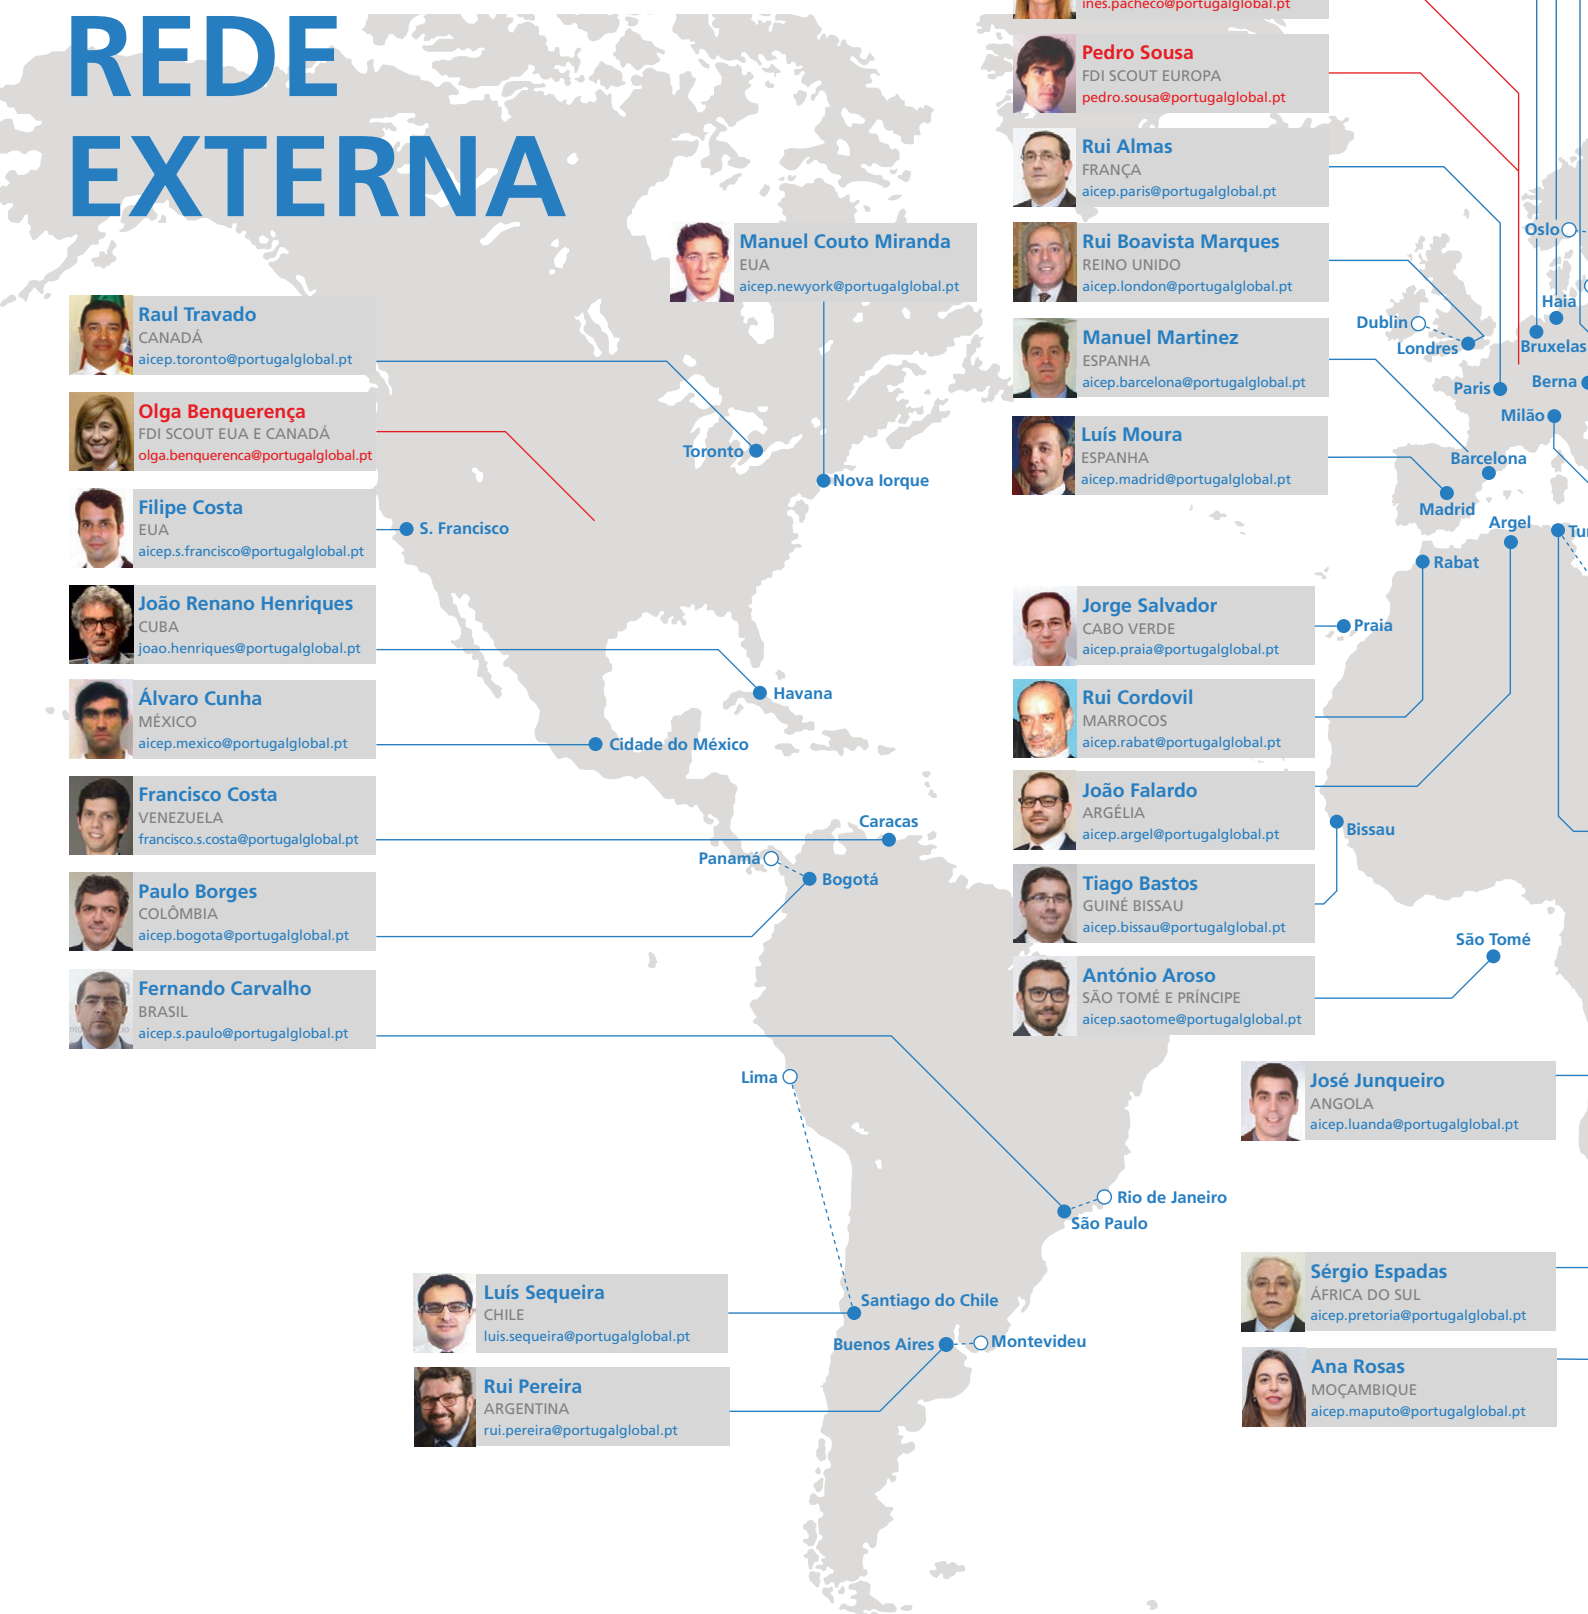 REDE
EXTERNA
ines.pacheco@portugalglobal.pt
Pedro Sousa
FDI SCOUT EUROPA
pedro.sousa@portugalglobal.pt
Rui Almas
FRANÇA
aicep.paris@portugalglobal.pt
Rui Boavista Marques
REINO UNIDO
aicep.london@portugalglobal.pt
Manuel Martinez
ESPANHA
aicep.barcelona@portugalglobal.pt
Luís Moura
ESPANHA
aicep.madrid@portugalglobal.pt
Manuel Couto Miranda
EUA
aicep.newyork@portugalglobal.pt
Raul Travado
CANADÁ
aicep.toronto@portugalglobal.pt
Olga Benquerença
FDI SCOUT EUA E CANADÁ
olga.benquerenca@portugalglobal.pt
Filipe Costa
EUA
aicep.s.francisco@portugalglobal.pt
João Renano Henriques
CUBA
joao.henriques@portugalglobal.pt
Álvaro Cunha
MÉXICO
aicep.mexico@portugalglobal.pt
Francisco Costa
VENEZUELA
francisco.s.costa@portugalglobal.pt
Paulo Borges
COLÔMBIA
aicep.bogota@portugalglobal.pt
Fernando Carvalho
BRASIL
aicep.s.paulo@portugalglobal.pt
Oslo
Haia
Dublin
Londres
Bruxelas
Paris
Berna
Milão
Barcelona
Madrid
Argel
Rabat
Toronto
Nova Iorque
S. Francisco
Havana
Cidade do México
Caracas
Panamá
Bogotá
Jorge Salvador
CABO VERDE
aicep.praia@portugalglobal.pt
Praia
Rui Cordovil
MARROCOS
aicep.rabat@portugalglobal.pt
João Falardo
ARGÉLIA
aicep.argel@portugalglobal.pt
Bissau
Tiago Bastos
GUINÉ BISSAU
aicep.bissau@portugalglobal.pt
São Tomé
António Aroso
SÃO TOMÉ E PRÍNCIPE
aicep.saotome@portugalglobal.pt
Lima
José Junqueiro
ANGOLA
aicep.luanda@portugalglobal.pt
Rio de Janeiro
São Paulo
Luís Sequeira
CHILE
luis.sequeira@portugalglobal.pt
Santiago do Chile
Buenos Aires
Montevideu
Rui Pereira
ARGENTINA
rui.pereira@portugalglobal.pt
Sérgio Espadas
ÁFRICA DO SUL
aicep.pretoria@portugalglobal.pt
Ana Rosas
MOÇAMBIQUE
aicep.maputo@portugalglobal.pt